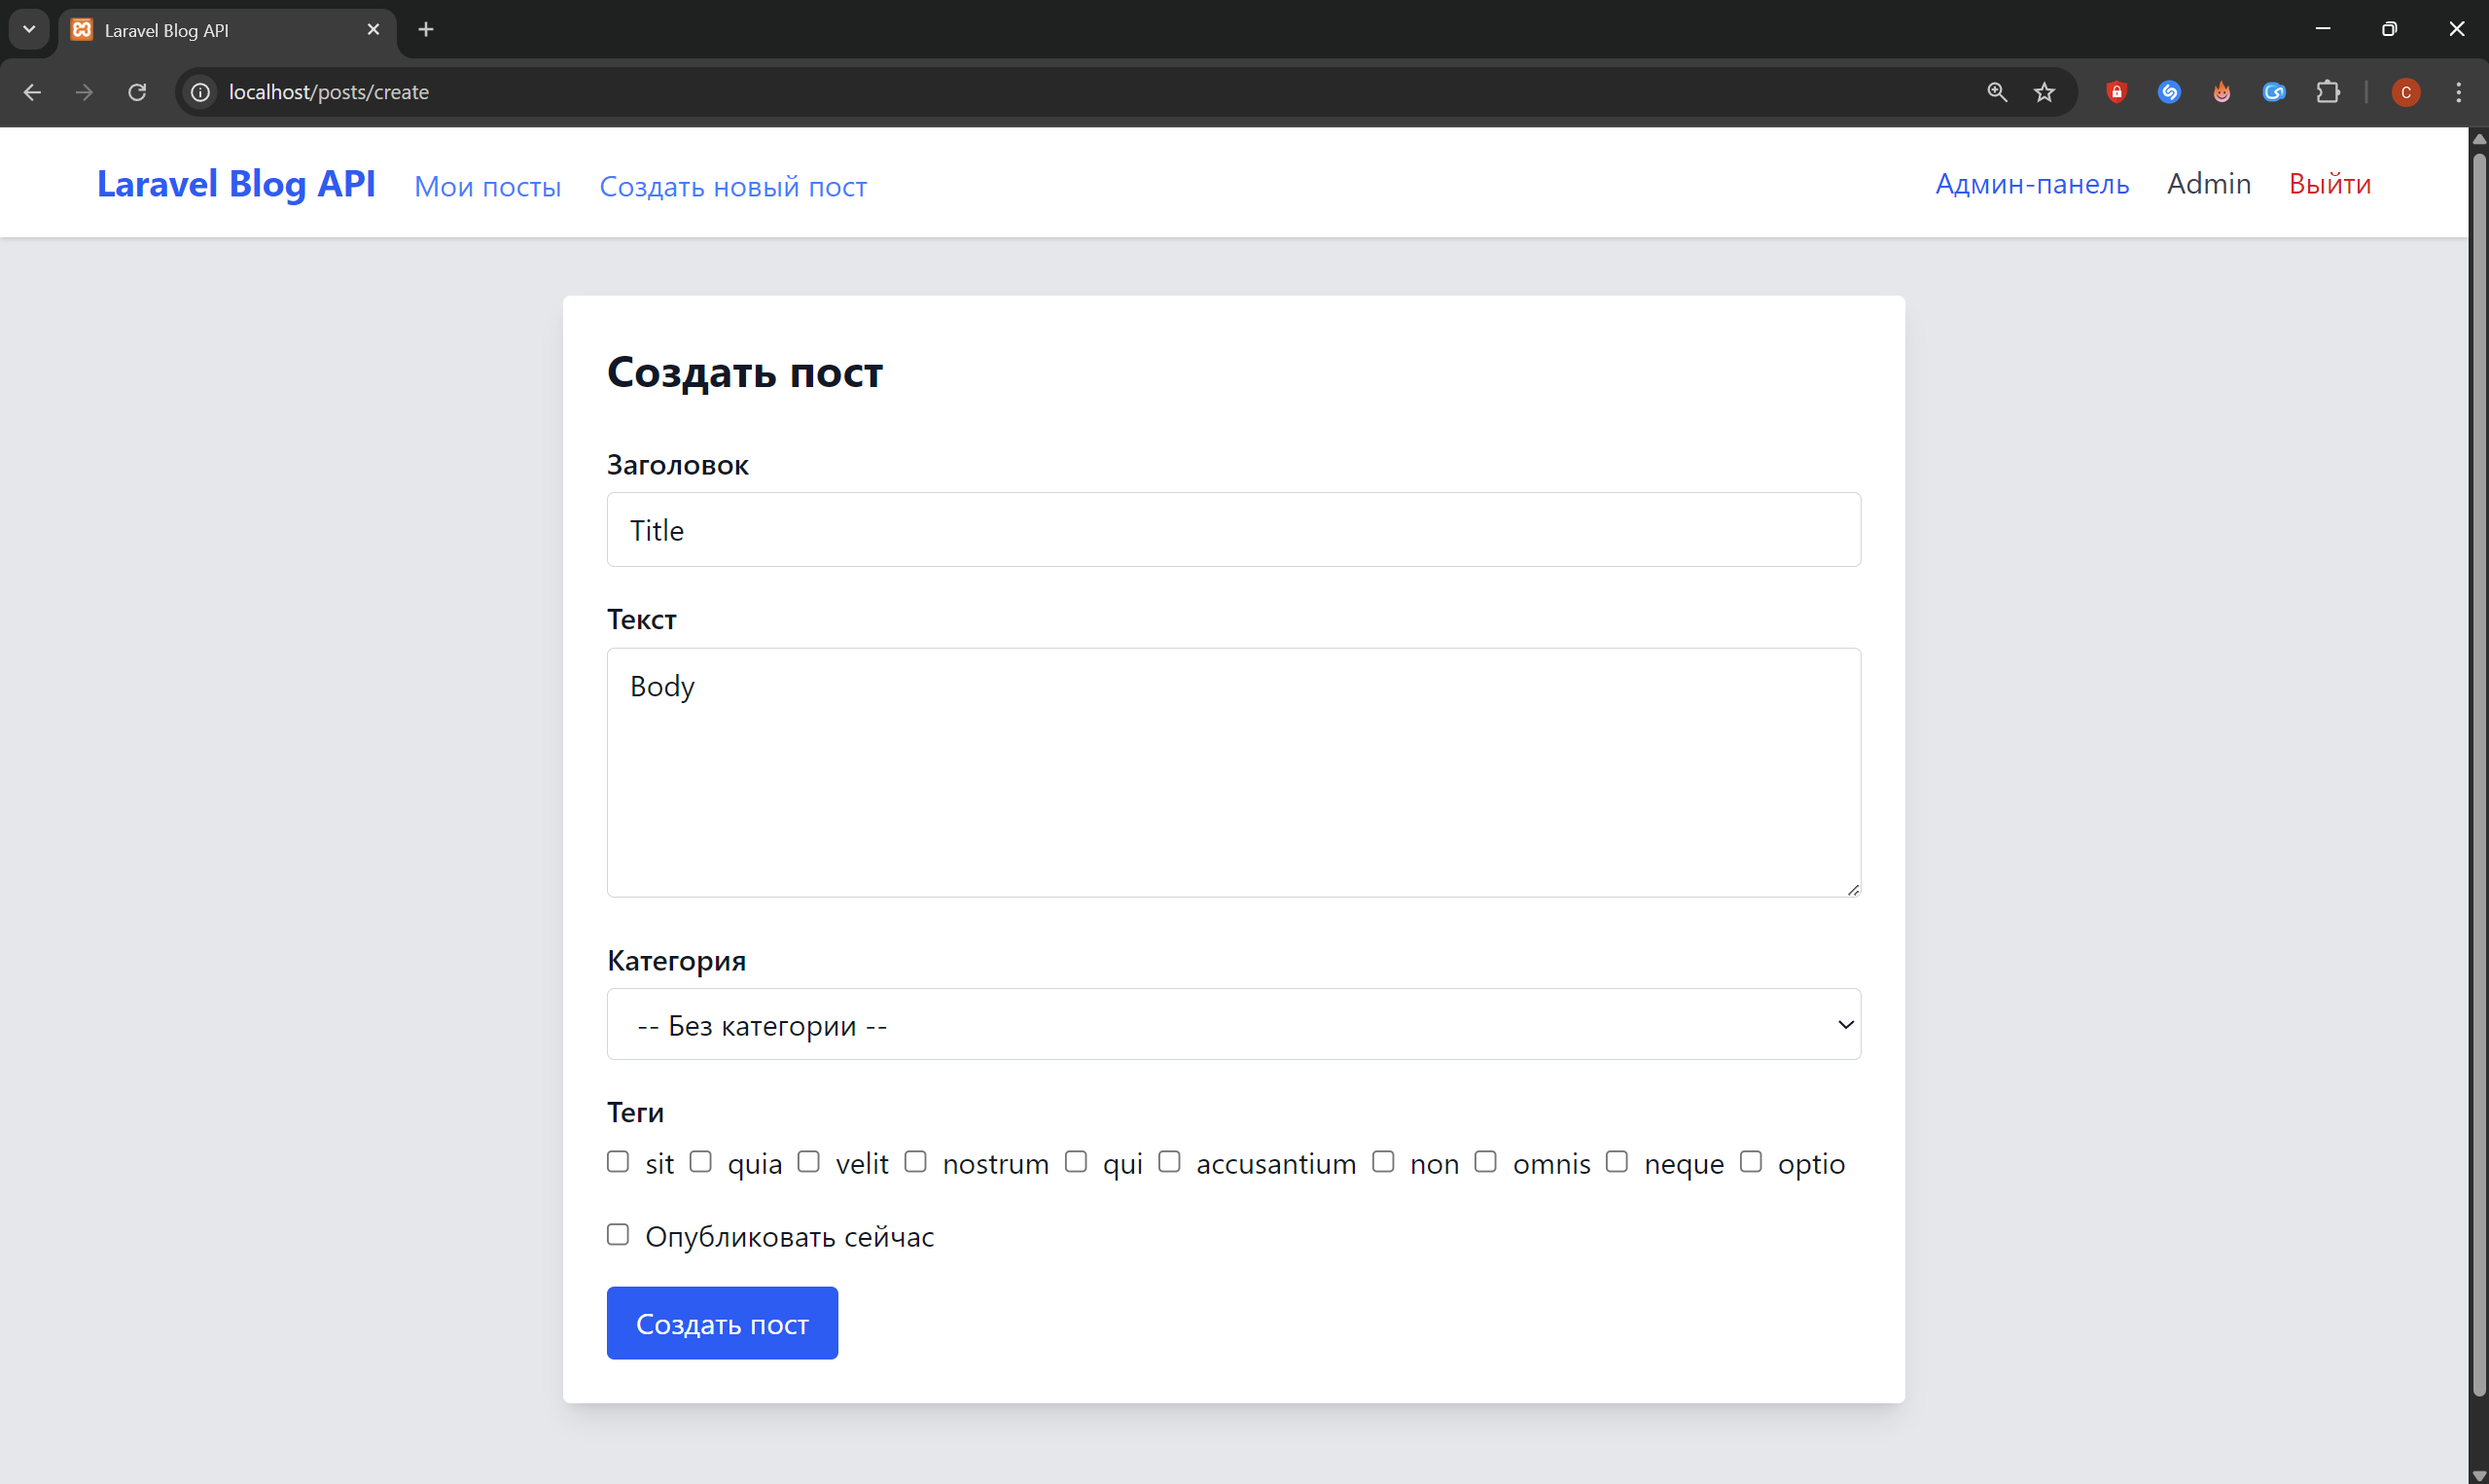 Laravel Blog API
localhost/posts/create
C
Laravel Blog API Мои посты Создать новый пост Админ-панель Admin Выйти
Создать пост
Заголовок
Title
Текст
Body
Категория
-- Без категории --
Теги
sit quia velit nostrum qui accusantium non omnis neque optio
Опубликовать сейчас
Создать пост